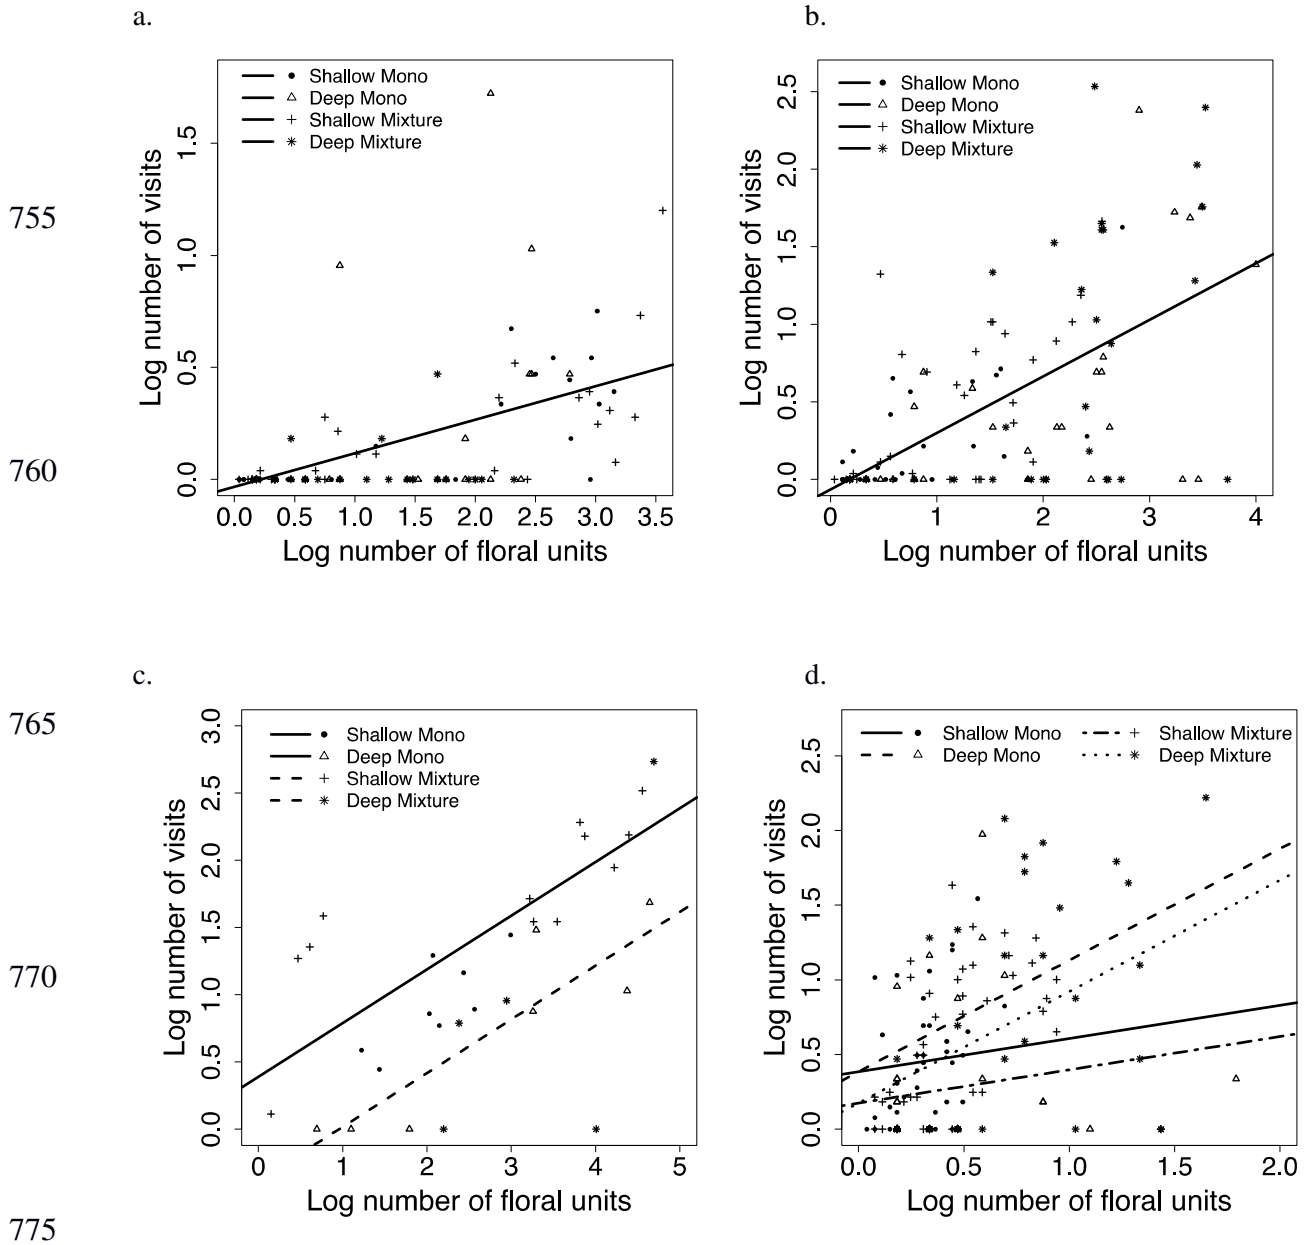 a.
b.
Shallow Mono
Deep Mono
Shallow Mixture
Deep Mixture
Log number of visits
0.0 0.5 1.0 1.5
0.0 0.5 1.0 1.5 2.0 2.5 3.0 3.5
Log number of floral units
Shallow Mono
Deep Mono
Shallow Mixture
Deep Mixture
Log number of visits
0.0 0.5 1.0 1.5 2.0 2.5
0 1 2 3 4
Log number of floral units
755
760
c.
d.
765
Shallow Mono
Deep Mono
Shallow Mixture
Deep Mixture
Log number of visits
0.0 0.5 1.0 1.5 2.0 2.5 3.0
0 1 2 3 4 5
Log number of floral units
Shallow Mono Shallow Mixture
Deep Mono Deep Mixture
Log number of visits
0.0 0.5 1.0 1.5 2.0 2.5
0.0 0.5 1.0 1.5 2.0
Log number of floral units
770
775